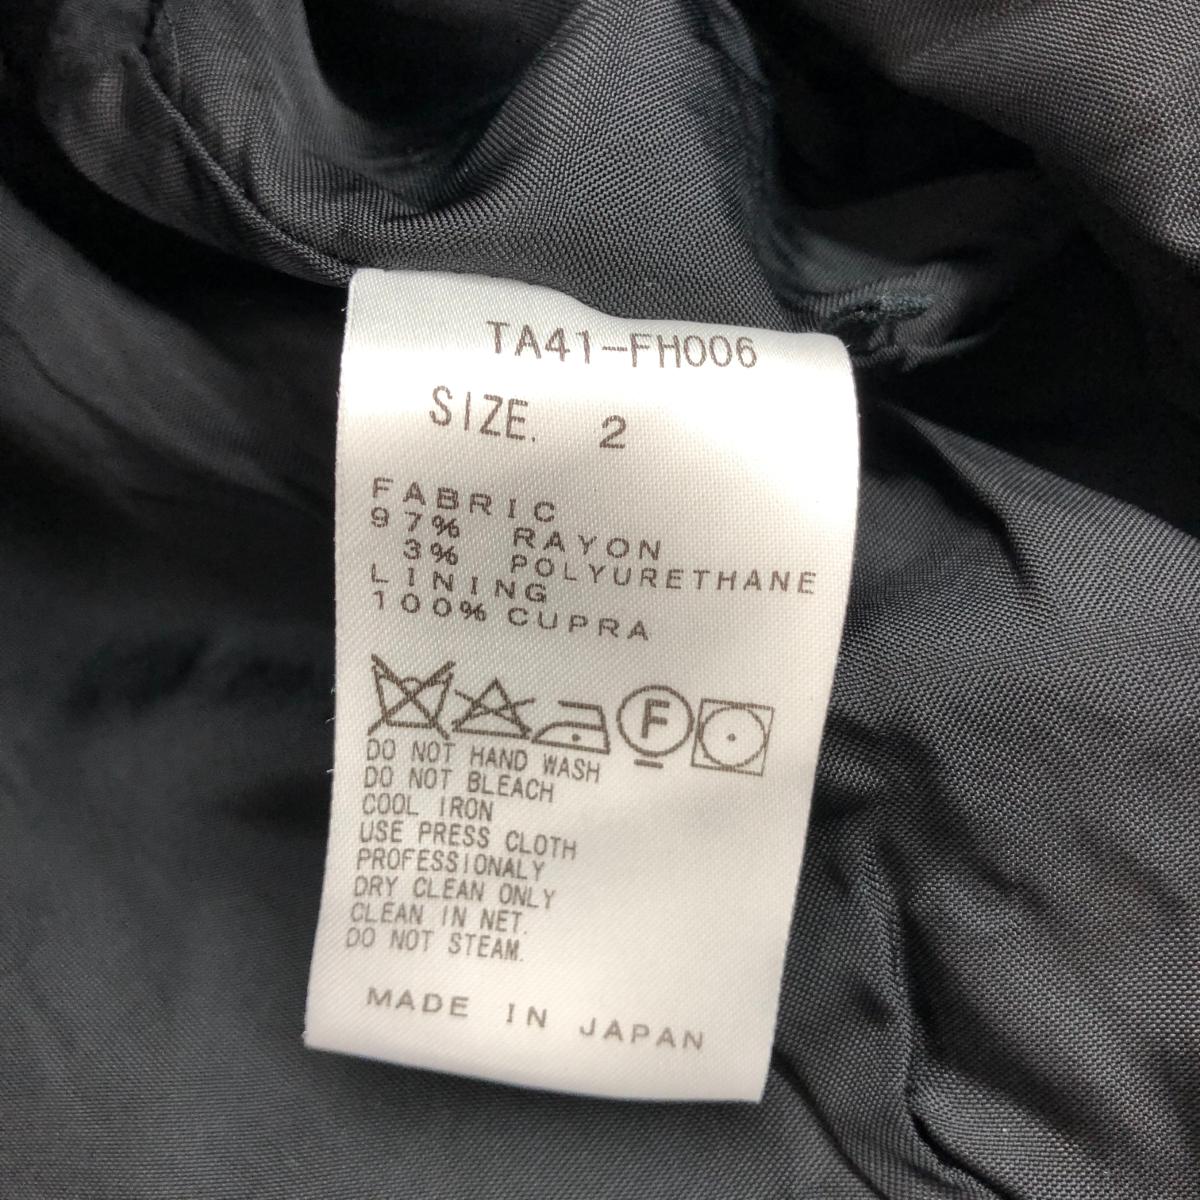 TA41-FH006
SIZE. 2
FABRIC
97% RAYON
3% POLYURETHANE
LINING
100% CUPRA
F
DO NOT HAND WASH
DO NOT BLEACH
COOL IRON
USE PRESS CLOTH
PROFESSIONALY
DRY CLEAN ONLY
CLEAN IN NET.
DO NOT STEAM.
MADE IN JAPAN